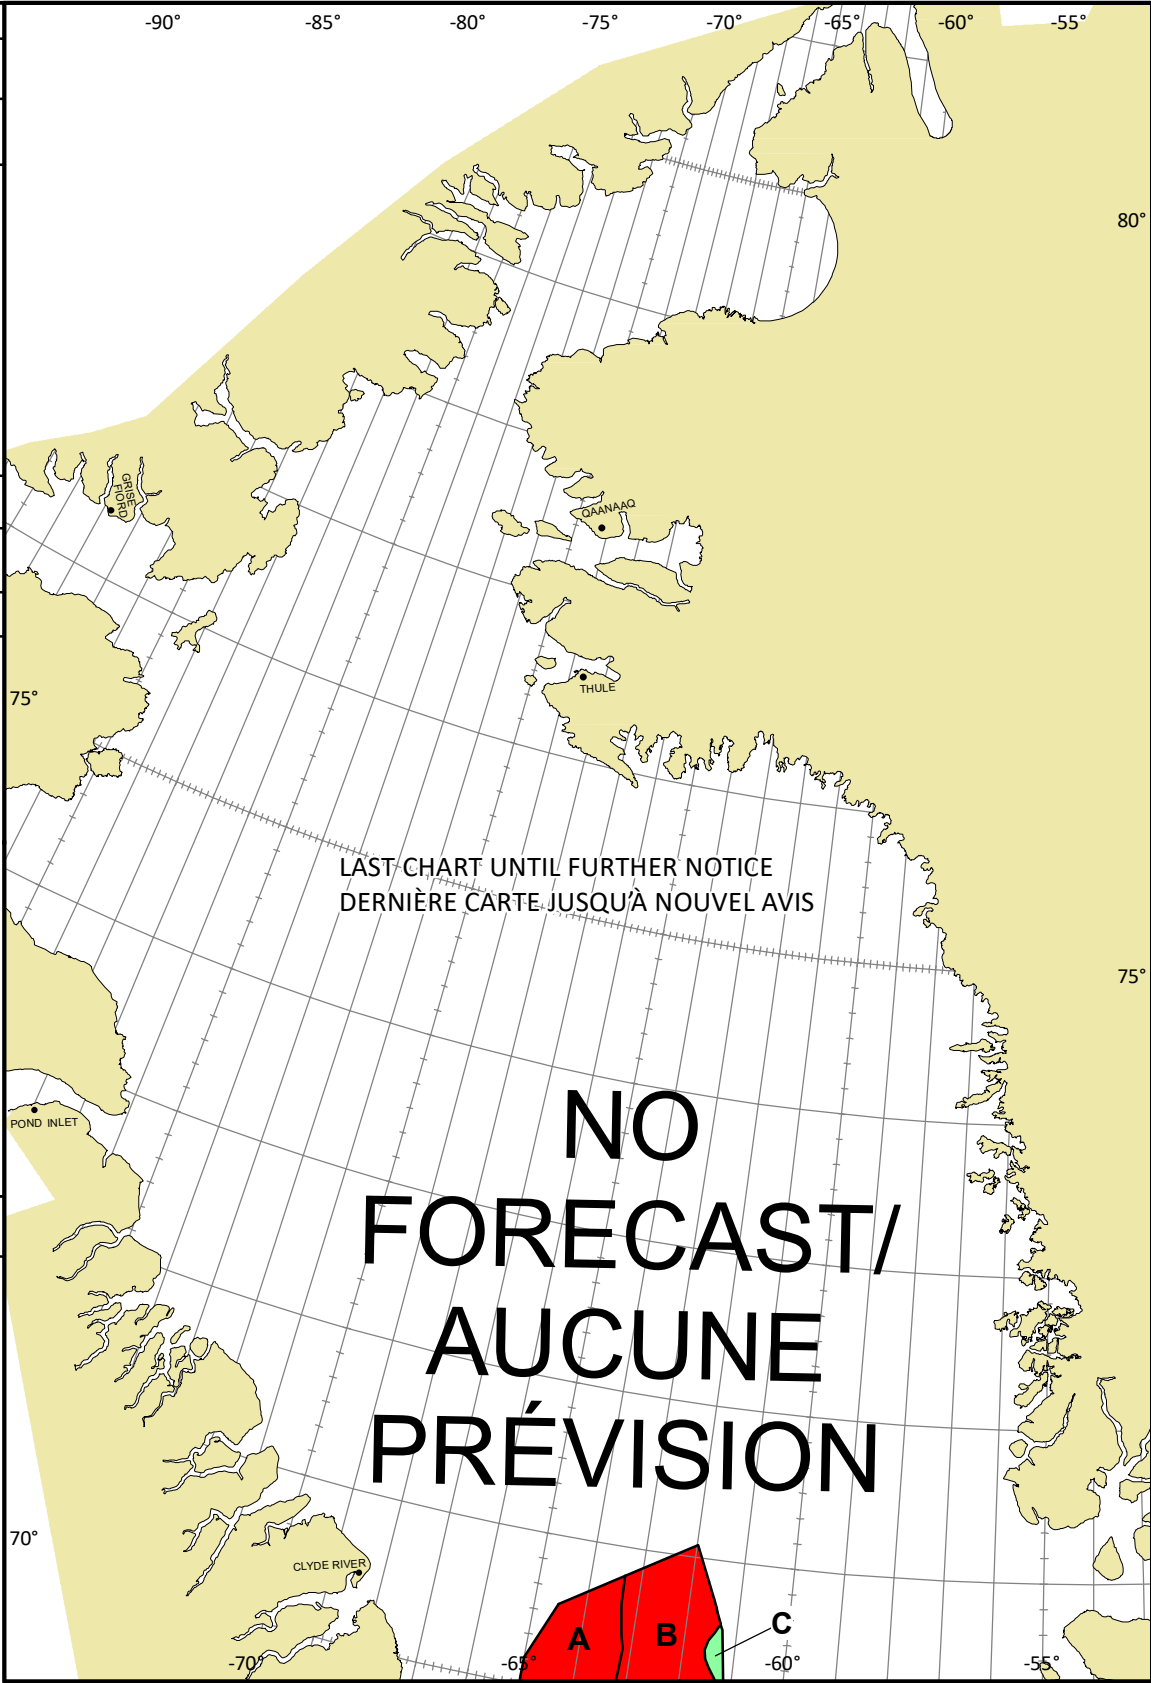 -90° -85° -80° -75° -70° -65° -60° -55°
80°
GRISE
FIORD
QAANAAQ
THULE
75°
LAST CHART UNTIL FURTHER NOTICE
DERNIÈRE CARTE JUSQU'À NOUVEL AVIS
75°
POND INLET
NO
FORECAST/
AUCUNE
PRÉVISION
70°
CLYDE RIVER
A B C
-70° -65° -60° -55°